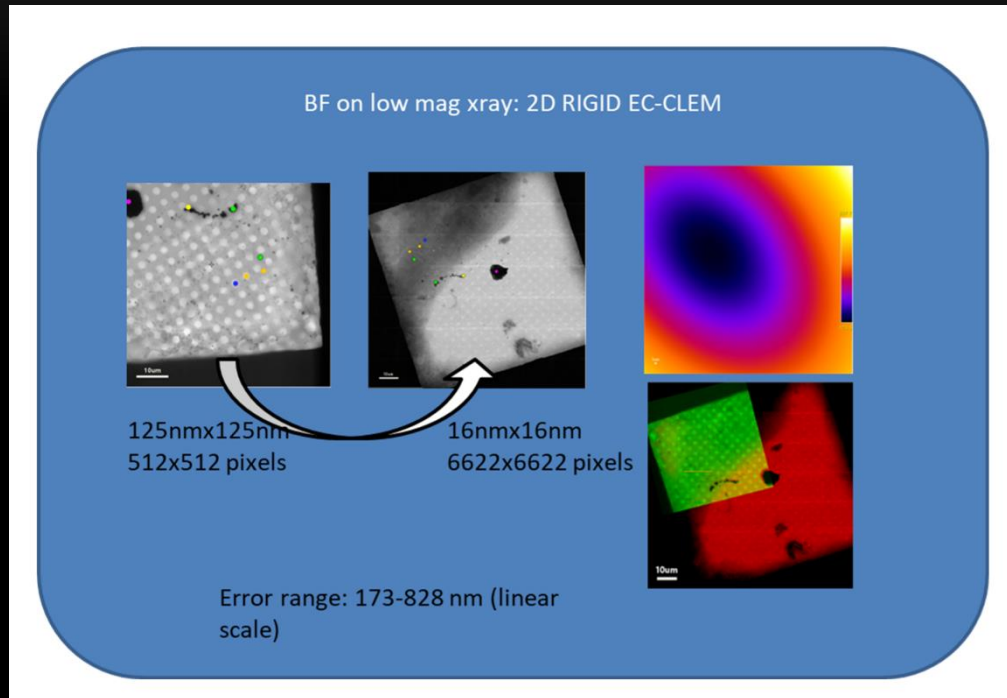 BF on low mag xray: 2D RIGID EC-CLEM
10um
125nmx125nm
512x512 pixels
16nmx16nm
6622x6622 pixels
10um
Error range: 173-828 nm (linear
scale)